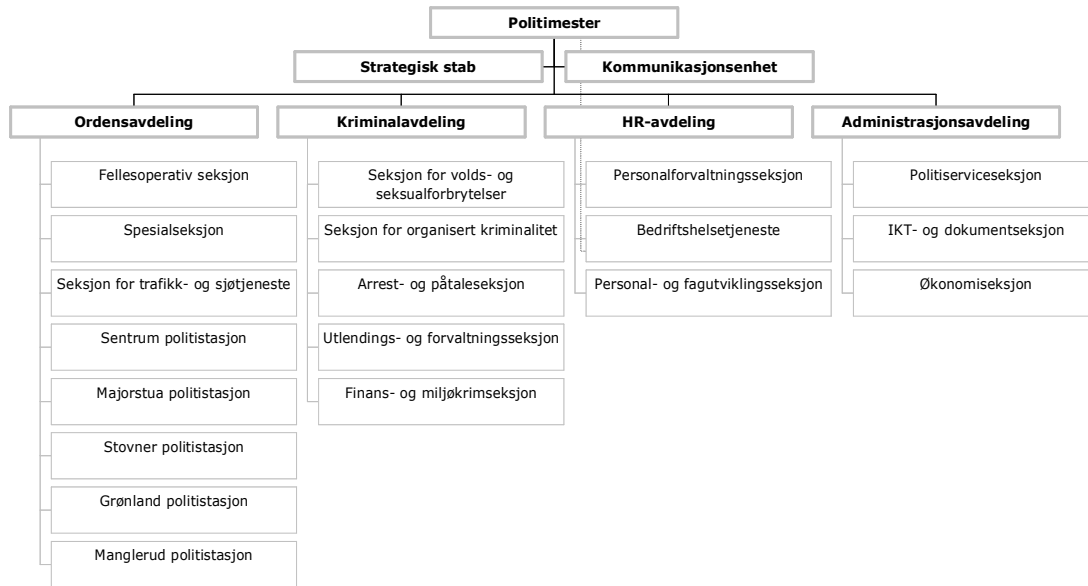 Politimester
Strategisk stab
Kommunikasjonsenhet
Ordensavdeling
Fellesoperativ seksjon
Spesialseksjon
Seksjon for trafikk- og sjøtjeneste
Sentrum politistasjon
Majorstua politistasjon
Stovner politistasjon
Grønland politistasjon
Manglerud politistasjon
Kriminalavdeling
Seksjon for volds- og
seksualforbrytelser
Seksjon for organisert kriminalitet
Arrest- og påtaleseksjon
Utlendings- og forvaltningsseksjon
Finans- og miljøkrimseksjon
HR-avdeling
Personalforvaltningsseksjon
Bedriftshelsetjeneste
Personal- og fagutviklingsseksjon
Administrasjonsavdeling
Politiserviceseksjon
IKT- og dokumentseksjon
Økonomiseksjon